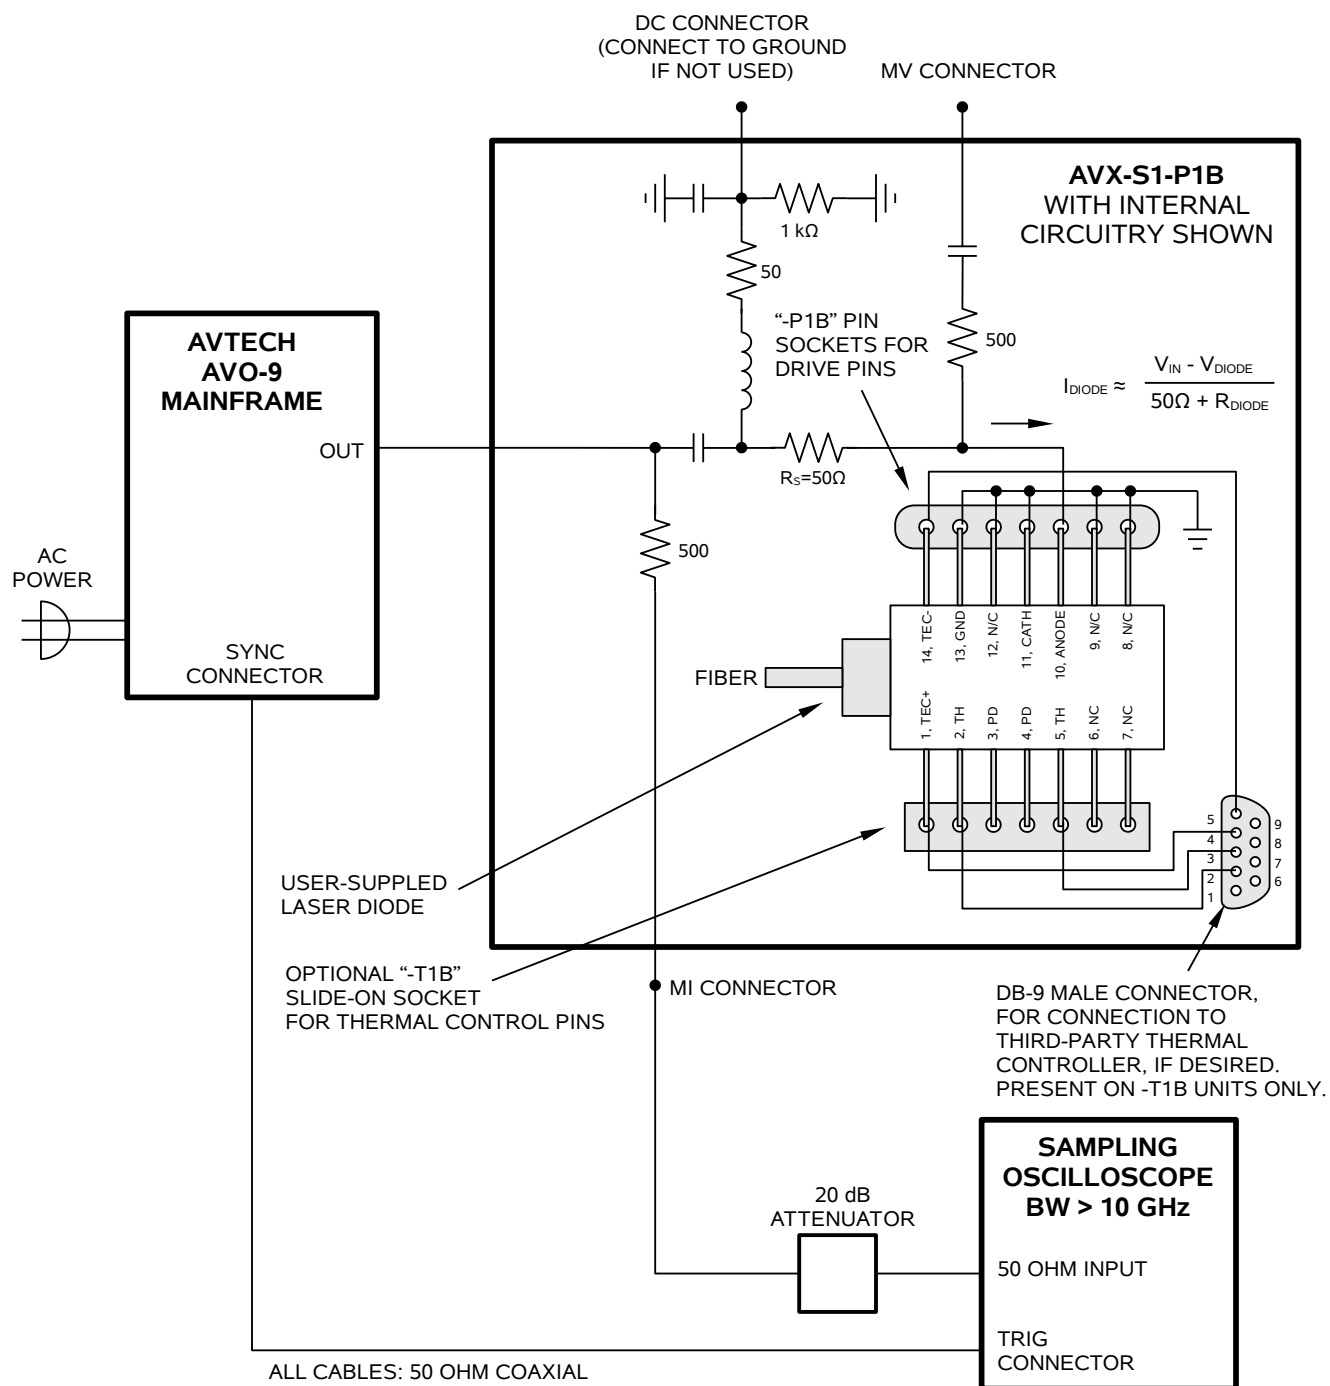 DC CONNECTOR
(CONNECT TO GROUND
IF NOT USED)
MV CONNECTOR
AVX-S1-P1B
WITH INTERNAL
CIRCUITRY SHOWN
1 kΩ
50
“-P1B” PIN
SOCKETS FOR
DRIVE PINS
500
IDIODE ≈ VIN - VDIODE
50Ω + RDIODE
AVTECH
AVO-9
MAINFRAME
OUT
RS=50Ω
500
AC
POWER
SYNC
CONNECTOR
FIBER
14, TEC-
13, GND
12, N/C
11, CATH
10, ANODE
9, N/C
8, N/C
1, TEC+
2, TH
3, PD
4, PD
5, TH
6, NC
7, NC
5
4
3
2
1
9
8
7
6
USER-SUPPLED
LASER DIODE
OPTIONAL “-T1B”
SLIDE-ON SOCKET
FOR THERMAL CONTROL PINS
MI CONNECTOR
DB-9 MALE CONNECTOR,
FOR CONNECTION TO
THIRD-PARTY THERMAL
CONTROLLER, IF DESIRED.
PRESENT ON -T1B UNITS ONLY.
SAMPLING
OSCILLOSCOPE
BW > 10 GHz
20 dB
ATTENUATOR
50 OHM INPUT
TRIG
CONNECTOR
ALL CABLES: 50 OHM COAXIAL